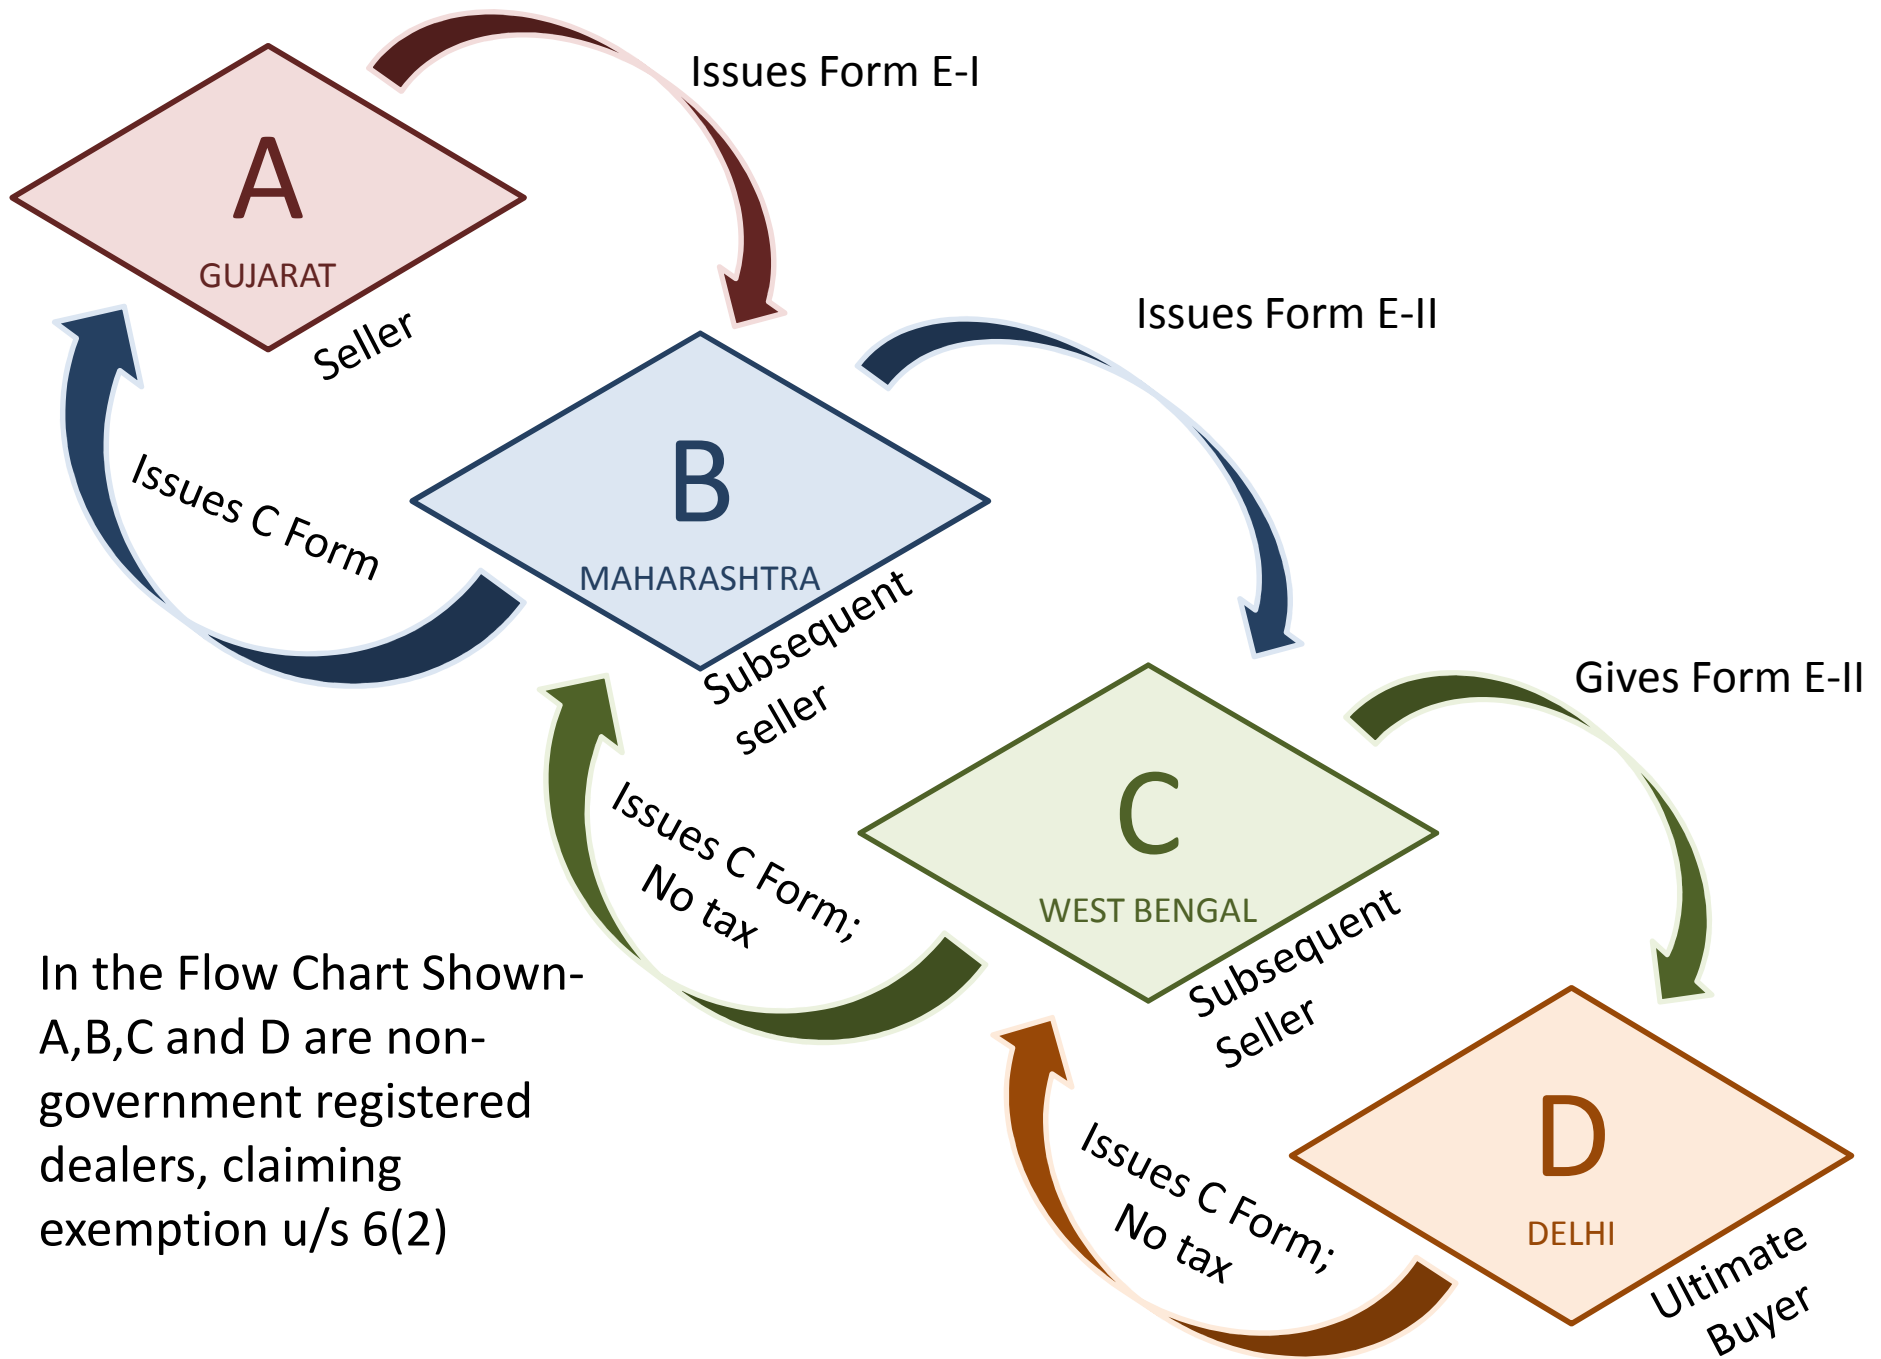 Issues Form E-I
A
GUJARAT
Seller
Issues Form E-II
Issues C Form
B
MAHARASHTRA
Subsequent
seller
Gives Form E-II
Issues C Form;
No tax
C
WEST BENGAL
Subsequent
Seller
In the Flow Chart Shown-
A,B,C and D are non-
government registered
dealers, claiming
exemption u/s 6(2)
Issues C Form;
No tax
D
DELHI
Ultimate
Buyer